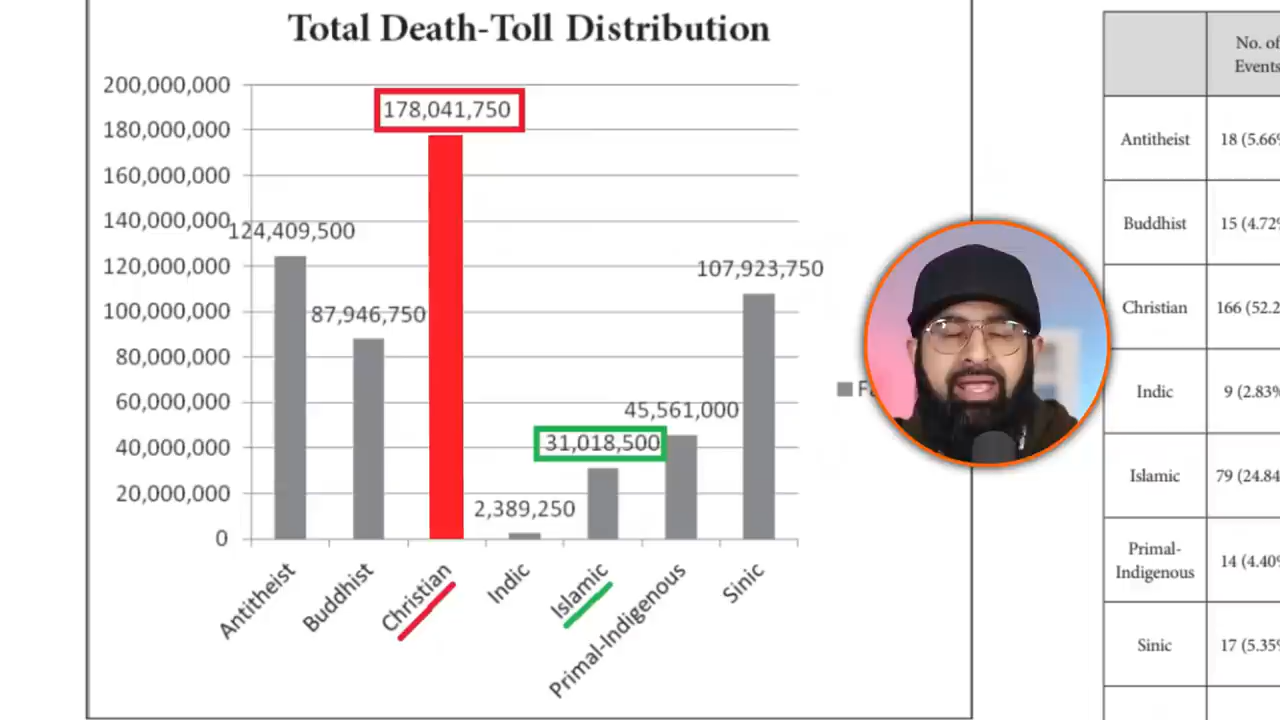 Total Death-Toll Distribution
200,000,000
180,000,000
160,000,000
140,000,000
120,000,000
100,000,000
80,000,000
60,000,000
40,000,000
20,000,000
0
124,409,500
87,946,750
178,041,750
2,389,250
31,018,500
45,561,000
107,923,750
Antitheist
Buddhist
Christian
Indic
Islamic
Primal-Indigenous
Sinic
No. of
Events
Antitheist 18 (5.66%
Buddhist 15 (4.72%
Christian 166 (52.2
Indic 9 (2.83%
Islamic 79 (24.84
Primal-
Indigenous 14 (4.40%
Sinic 17 (5.35%